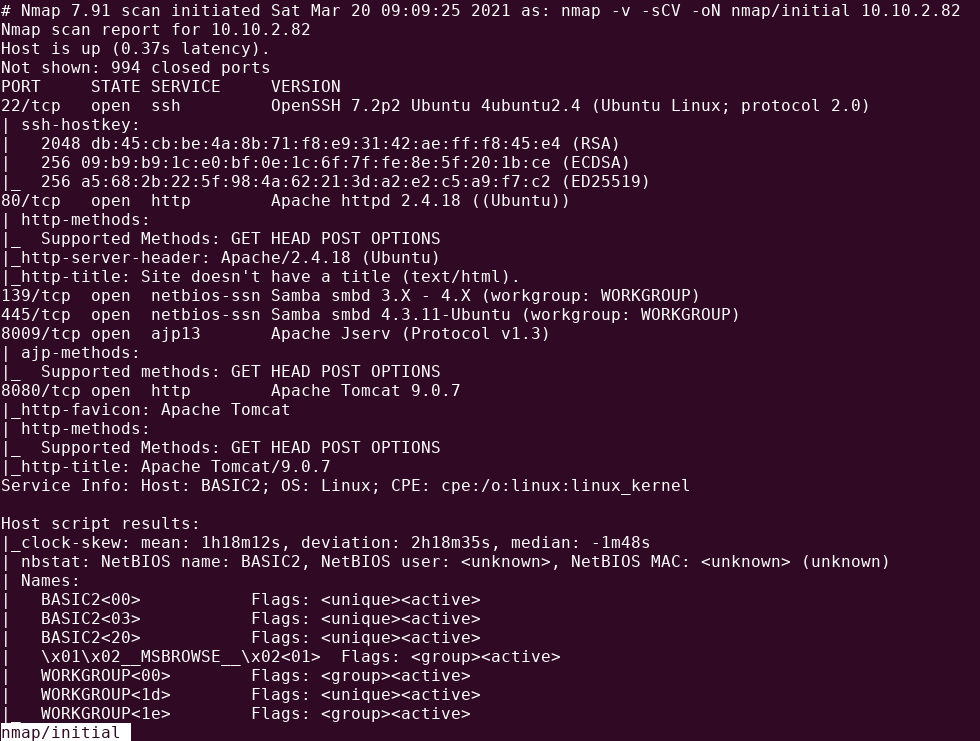 # Nmap 7.91 scan initiated Sat Mar 20 09:09:25 2021 as: nmap -v -sCV -oN nmap/initial 10.10.2.82
Nmap scan report for 10.10.2.82
Host is up (0.37s latency).
Not shown: 994 closed ports
PORT     STATE SERVICE     VERSION
22/tcp   open  ssh         OpenSSH 7.2p2 Ubuntu 4ubuntu2.4 (Ubuntu Linux; protocol 2.0)
| ssh-hostkey:
|   2048 db:45:cb:be:4a:8b:71:f8:e9:31:42:ae:ff:f8:45:e4 (RSA)
|   256 09:b9:b9:1c:e0:bf:0e:1c:6f:7f:fe:8e:5f:20:1b:ce (ECDSA)
|_  256 a5:68:2b:22:5f:98:4a:62:21:3d:a2:e2:c5:a9:f7:c2 (ED25519)
80/tcp   open  http        Apache httpd 2.4.18 ((Ubuntu))
| http-methods:
|_  Supported Methods: GET HEAD POST OPTIONS
|_http-server-header: Apache/2.4.18 (Ubuntu)
|_http-title: Site doesn't have a title (text/html).
139/tcp  open  netbios-ssn Samba smbd 3.X - 4.X (workgroup: WORKGROUP)
445/tcp  open  netbios-ssn Samba smbd 4.3.11-Ubuntu (workgroup: WORKGROUP)
8009/tcp open  ajp13       Apache Jserv (Protocol v1.3)
| ajp-methods:
|_  Supported methods: GET HEAD POST OPTIONS
8080/tcp open  http        Apache Tomcat 9.0.7
|_http-favicon: Apache Tomcat
| http-methods:
|_  Supported Methods: GET HEAD POST OPTIONS
|_http-title: Apache Tomcat/9.0.7
Service Info: Host: BASIC2; OS: Linux; CPE: cpe:/o:linux:linux_kernel

Host script results:
|_clock-skew: mean: 1h18m12s, deviation: 2h18m35s, median: -1m48s
| nbstat: NetBIOS name: BASIC2, NetBIOS user: <unknown>, NetBIOS MAC: <unknown> (unknown)
| Names:
|   BASIC2<00>           Flags: <unique><active>
|   BASIC2<03>           Flags: <unique><active>
|   BASIC2<20>           Flags: <unique><active>
|   \x01\x02__MSBROWSE__\x02<01>  Flags: <group><active>
|   WORKGROUP<00>        Flags: <group><active>
|   WORKGROUP<1d>        Flags: <unique><active>
|_  WORKGROUP<1e>        Flags: <group><active>
nmap/initial